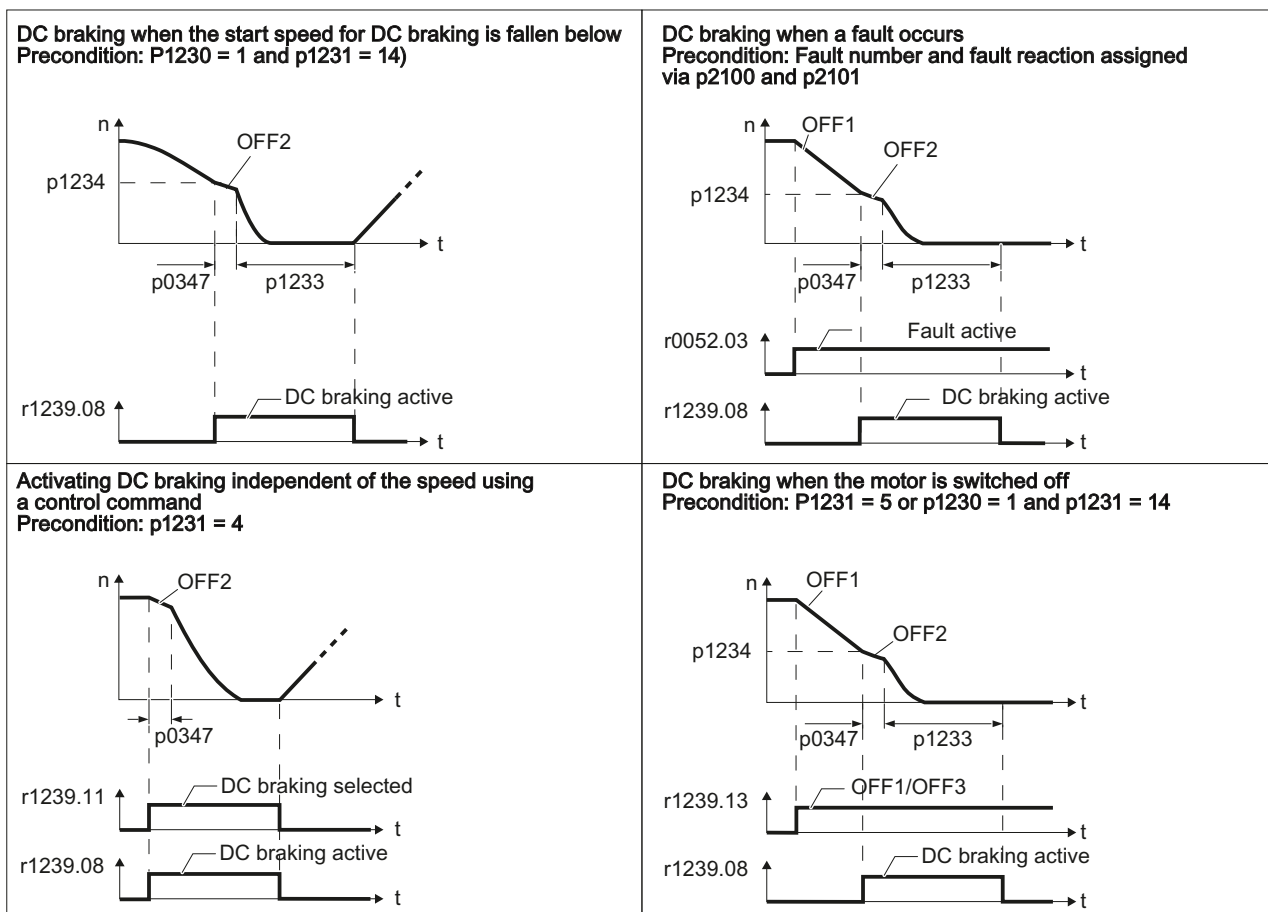 DC braking when the start speed for DC braking is fallen below
Precondition: P1230 = 1 and p1231 = 14)
n
OFF2
p1234
t
p0347
p1233
r1239.08
DC braking active
t
DC braking when a fault occurs
Precondition: Fault number and fault reaction assigned
via p2100 and p2101
n
OFF1
OFF2
p1234
t
p0347
p1233
r0052.03
Fault active
t
r1239.08
DC braking active
t
Activating DC braking independent of the speed using
a control command
Precondition: p1231 = 4
n
OFF2
t
p0347
r1239.11
DC braking selected
t
r1239.08
DC braking active
t
DC braking when the motor is switched off
Precondition: P1231 = 5 or p1230 = 1 and p1231 = 14
n
OFF1
OFF2
p1234
t
p0347
p1233
r1239.13
OFF1/OFF3
t
r1239.08
DC braking active
t